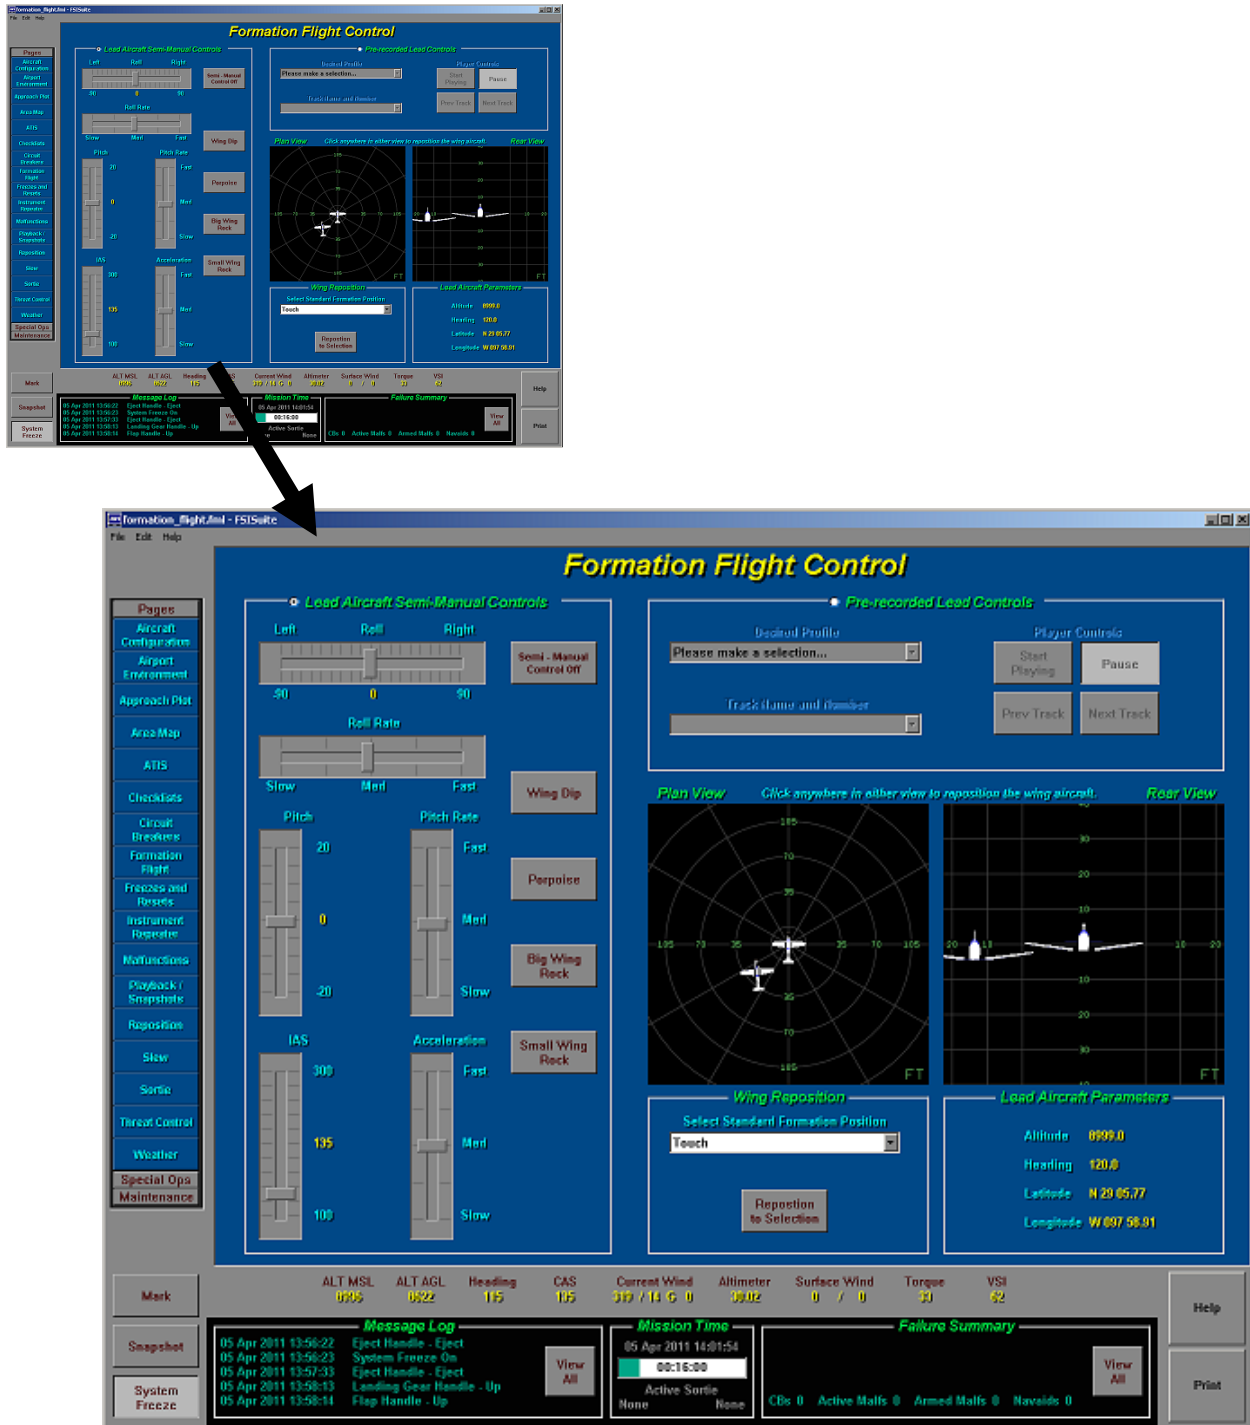 formation_flight.fml - FSISuite
File Edit Help
Formation Flight Control
Pages
Aircraft
Configuration
Airport
Environment
Approach Plot
Area Map
ATIS
Checklists
Circuit
Breakers
Formation
Flight
Freezes and
Resets
Instrument
Repeater
Malfunctions
Playback /
Snapshots
Reposition
Slew
Sortie
Threat Control
Weather
Special Ops
Maintenance
Lead Aircraft Semi-Manual Controls
Left Roll Right
-90 0 90
Semi - Manual
Control Off
Roll Rate
Slow Med Fast
Wing Dip
Pitch Pitch Rate
20 Fast
0 Med
-20 Slow
Porpoise
Big Wing
Rock
Small Wing
Rock
IAS Acceleration
300 Fast
135 Med
100 Slow
Pre-recorded Lead Controls
Desired Profile
Please make a selection...
Track Name and Number
Player Controls
Start
Playing
Pause
Prev Track Next Track
Plan View Click anywhere in either view to reposition the wing aircraft. Rear View
FT FT
Wing Reposition
Select Standard Formation Position
Touch
Repostion
to Selection
Lead Aircraft Parameters
Altitude 8999.0
Heading 120.0
Latitude N 29 05.77
Longitude W 097 58.91
Mark
Snapshot
System
Freeze
ALT MSL ALT AGL Heading CAS Current Wind Altimeter Surface Wind Torque VSI
8996 8622 115 135 319 / 14 G 0 30.02 0 / 0 33 62
Message Log
05 Apr 2011 13:56:22 Eject Handle - Eject
05 Apr 2011 13:56:23 System Freeze On
05 Apr 2011 13:57:33 Eject Handle - Eject
05 Apr 2011 13:58:13 Landing Gear Handle - Up
05 Apr 2011 13:58:14 Flap Handle - Up
View
All
Mission Time
05 Apr 2011 14:01:54
00:16:00
Active Sortie
None None
Failure Summary
CBs 0 Active Malfs 0 Armed Malfs 0 Navaids 0
View
All
Help
Print